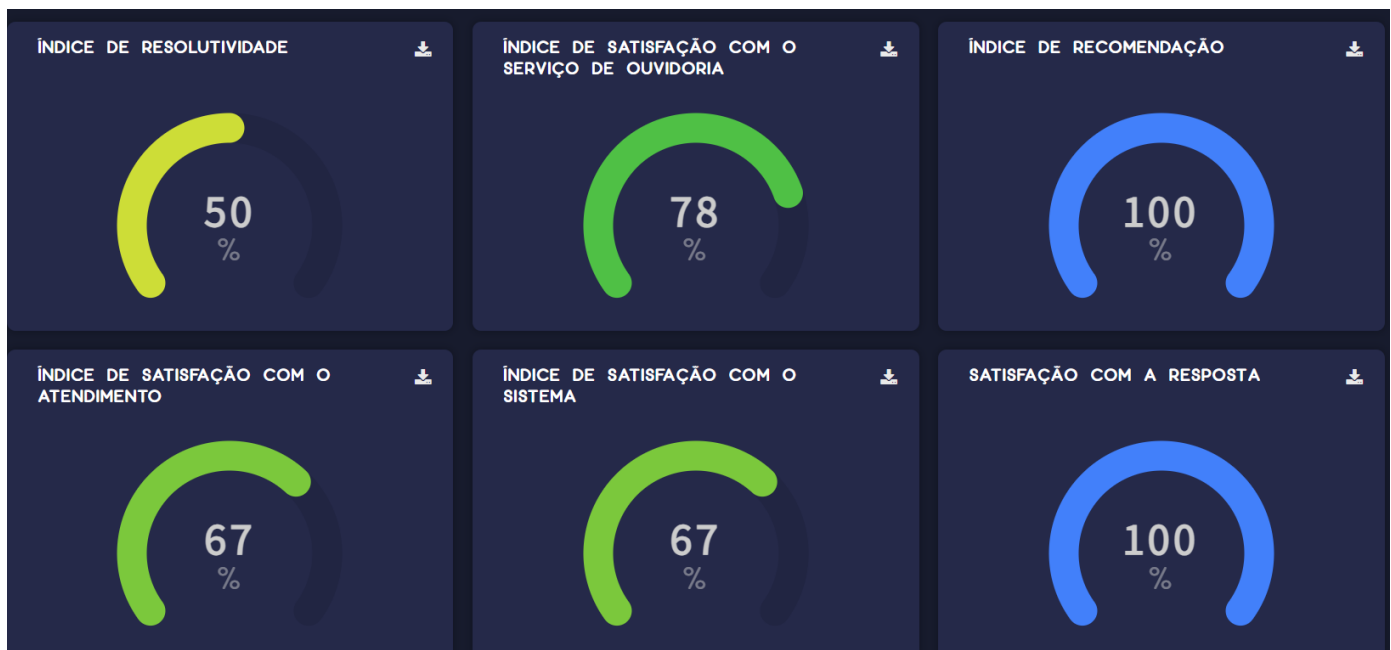 ÍNDICE DE RESOLUTIVIDADE
50
%
ÍNDICE DE SATISFAÇÃO COM O
SERVIÇO DE OUVIDORIA
78
%
ÍNDICE DE RECOMENDAÇÃO
100
%
ÍNDICE DE SATISFAÇÃO COM O
ATENDIMENTO
67
%
ÍNDICE DE SATISFAÇÃO COM O
SISTEMA
67
%
SATISFAÇÃO COM A RESPOSTA
100
%